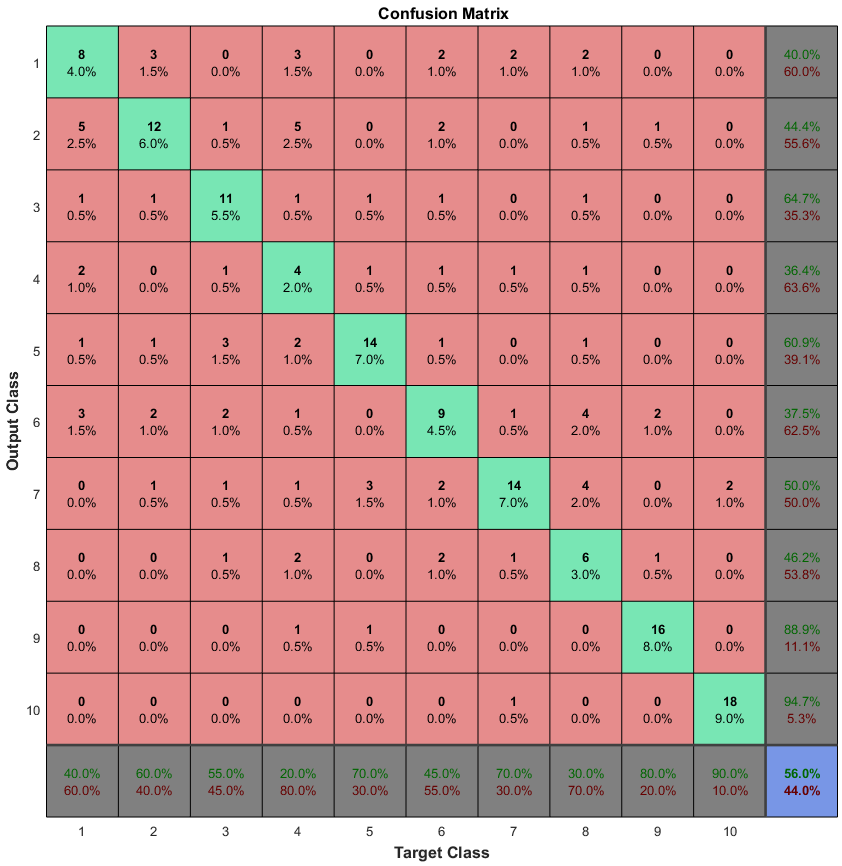 Confusion Matrix
8 3 0 3 0 2 2 2 0 0 40.0%
1
4.0% 1.5% 0.0% 1.5% 0.0% 1.0% 1.0% 1.0% 0.0% 0.0% 60.0%
5 12 1 5 0 2 0 1 1 0 44.4%
2
2.5% 6.0% 0.5% 2.5% 0.0% 1.0% 0.0% 0.5% 0.5% 0.0% 55.6%
1 1 11 1 1 1 0 1 0 0 64.7%
3
0.5% 0.5% 5.5% 0.5% 0.5% 0.5% 0.0% 0.5% 0.0% 0.0% 35.3%
2 0 1 4 1 1 1 1 0 0 36.4%
4
1.0% 0.0% 0.5% 2.0% 0.5% 0.5% 0.5% 0.5% 0.0% 0.0% 63.6%
1 1 3 2 14 1 0 1 0 0 60.9%
5
0.5% 0.5% 1.5% 1.0% 7.0% 0.5% 0.0% 0.5% 0.0% 0.0% 39.1%
Output Class
3 2 2 1 0 9 1 4 2 0 37.5%
6
1.5% 1.0% 1.0% 0.5% 0.0% 4.5% 0.5% 2.0% 1.0% 0.0% 62.5%
0 1 1 1 3 2 14 4 0 2 50.0%
7
0.0% 0.5% 0.5% 0.5% 1.5% 1.0% 7.0% 2.0% 0.0% 1.0% 50.0%
0 0 1 2 0 2 1 6 1 0 46.2%
8
0.0% 0.0% 0.5% 1.0% 0.0% 1.0% 0.5% 3.0% 0.5% 0.0% 53.8%
0 0 0 1 1 0 0 0 16 0 88.9%
9
0.0% 0.0% 0.0% 0.5% 0.5% 0.0% 0.0% 0.0% 8.0% 0.0% 11.1%
0 0 0 0 0 0 1 0 0 18 94.7%
10
0.0% 0.0% 0.0% 0.0% 0.0% 0.0% 0.5% 0.0% 0.0% 9.0% 5.3%
40.0% 60.0% 55.0% 20.0% 70.0% 45.0% 70.0% 30.0% 80.0% 90.0% 56.0%
60.0% 40.0% 45.0% 80.0% 30.0% 55.0% 30.0% 70.0% 20.0% 10.0% 44.0%
1 2 3 4 5 6 7 8 9 10
Target Class